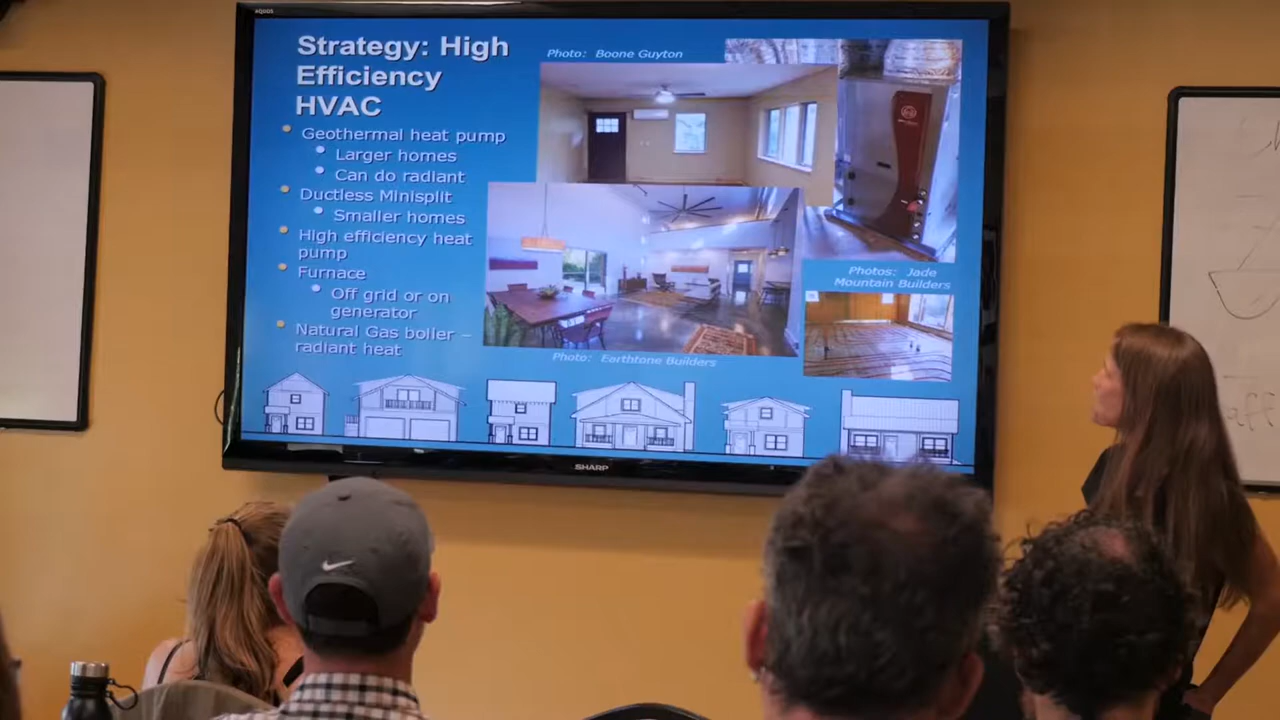 AQUOS
Strategy: High
Efficiency
HVAC
Geothermal heat pump
Larger homes
Can do radiant
Ductless Minisplit
Smaller homes
High efficiency heat
pump
Furnace
Off grid or on
generator
Natural Gas boiler –
radiant heat
Photo: Boone Guyton
Photos: Jade
Mountain Builders
Photo: Earthtone Builders
SHARP